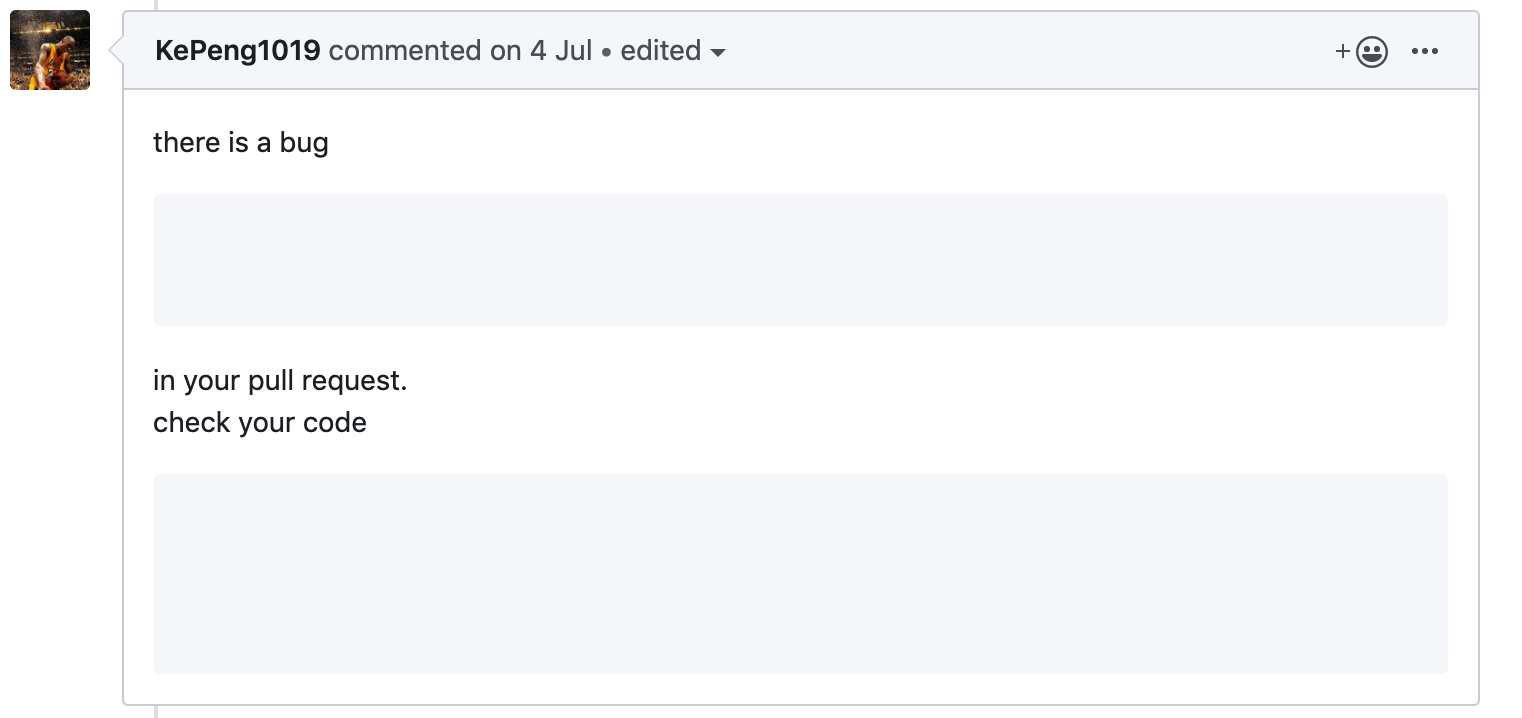 KePeng1019 commented on 4 Jul • edited
there is a bug
in your pull request.
check your code